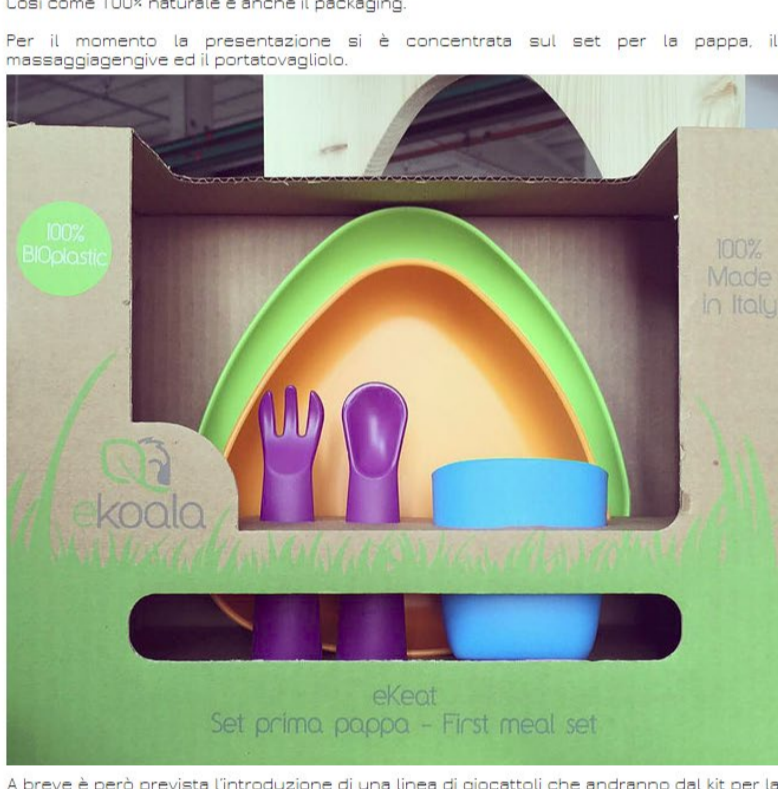 Così come 100% naturale è anche il packaging.
Per il momento la presentazione si è concentrata sul set per la pappa, il
massaggiagengive ed il portatovagliolo.
100%
BIOplastic
100%
Made
in Italy
ekoala
eKeat
Set prima pappa - First meal set
A breve è però prevista l'introduzione di una linea di giocattoli che andranno dal kit per la